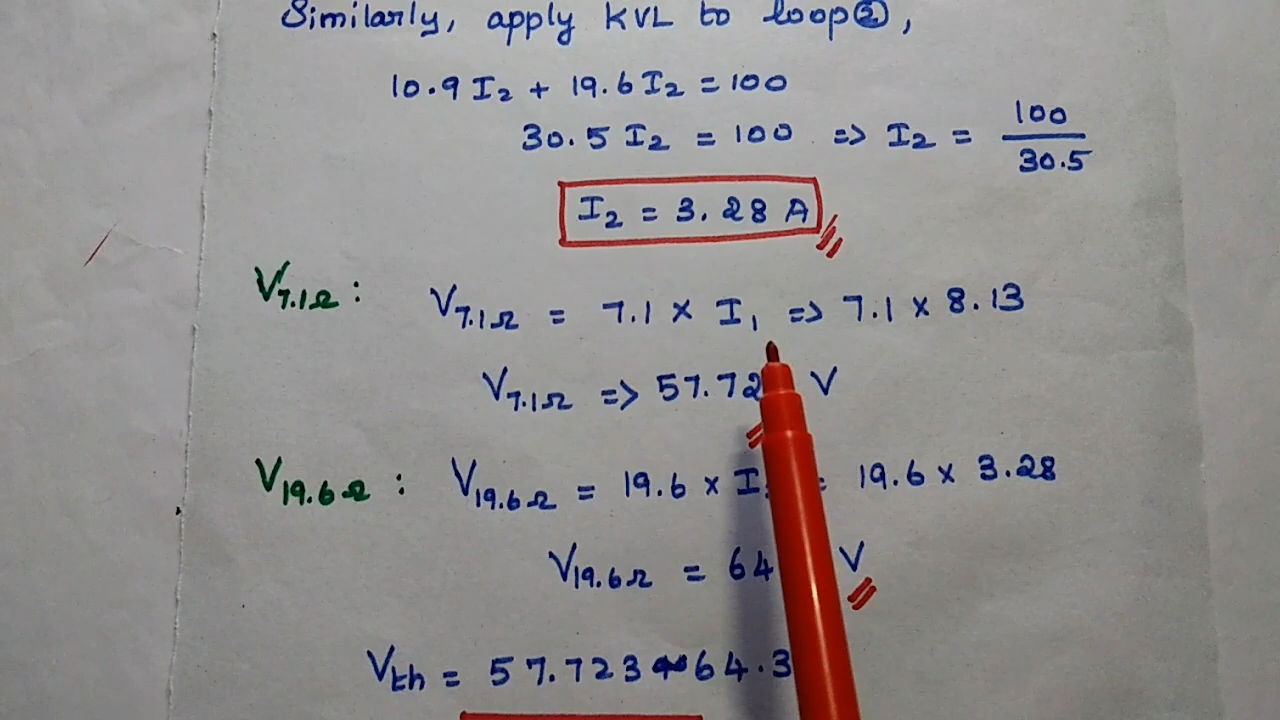 Similarly, apply KVL to loop②,
10.9 I₂ + 19.6 I₂ = 100
30.5 I₂ = 100 => I₂ = 100/30.5
I₂ = 3.28 A
V7.1Ω : V7.1Ω = 7.1 × I₁ => 7.1 × 8.13
V7.1Ω => 57.72 V
V19.6Ω : V19.6Ω = 19.6 × I = 19.6 × 3.28
V19.6Ω = 64 V
Vth = 57.723 ~ 64.3